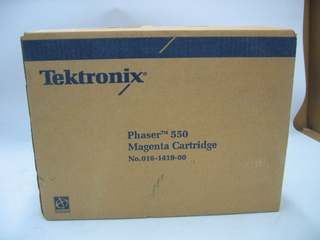 Tektronix®
Phaser™ 550
Magenta Cartridge
No.016-1419-00